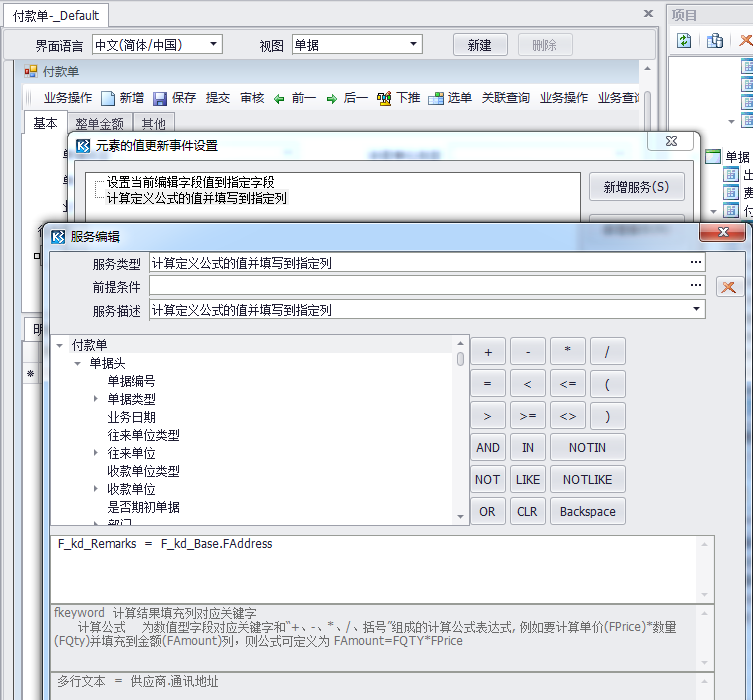 付款单-_Default
项目
界面语言 中文(简体/中国) 视图 单据 新建 删除
付款单
业务操作 新增 保存 提交 审核 前一 后一 下推 选单 关联查询 业务操作 业务查
基本 整单金额 其他
元素的值更新事件设置
设置当前编辑字段值到指定字段
计算定义公式的值并填写到指定列
新增服务(S)
单据
服务编辑
服务类型 计算定义公式的值并填写到指定列 ...
前提条件 ...
服务描述 计算定义公式的值并填写到指定列
付款单
单据头
单据编号
单据类型
业务日期
往来单位类型
往来单位
收款单位类型
收款单位
是否期初单据
部门
+ - * /
= < <= (
> >= <> )
AND IN NOTIN
NOT LIKE NOTLIKE
OR CLR Backspace
F_kd_Remarks = F_kd_Base.FAddress
fkeyword 计算结果填充列对应关键字
计算公式 为数值型字段对应关键字和“+、-、*、/、括号”组成的计算公式表达式, 例如要计算单价(FPrice)*数量
(FQty)并填充到金额(FAmount)列，则公式可定义为 FAmount=FQTY*FPrice
多行文本 = 供应商.通讯地址